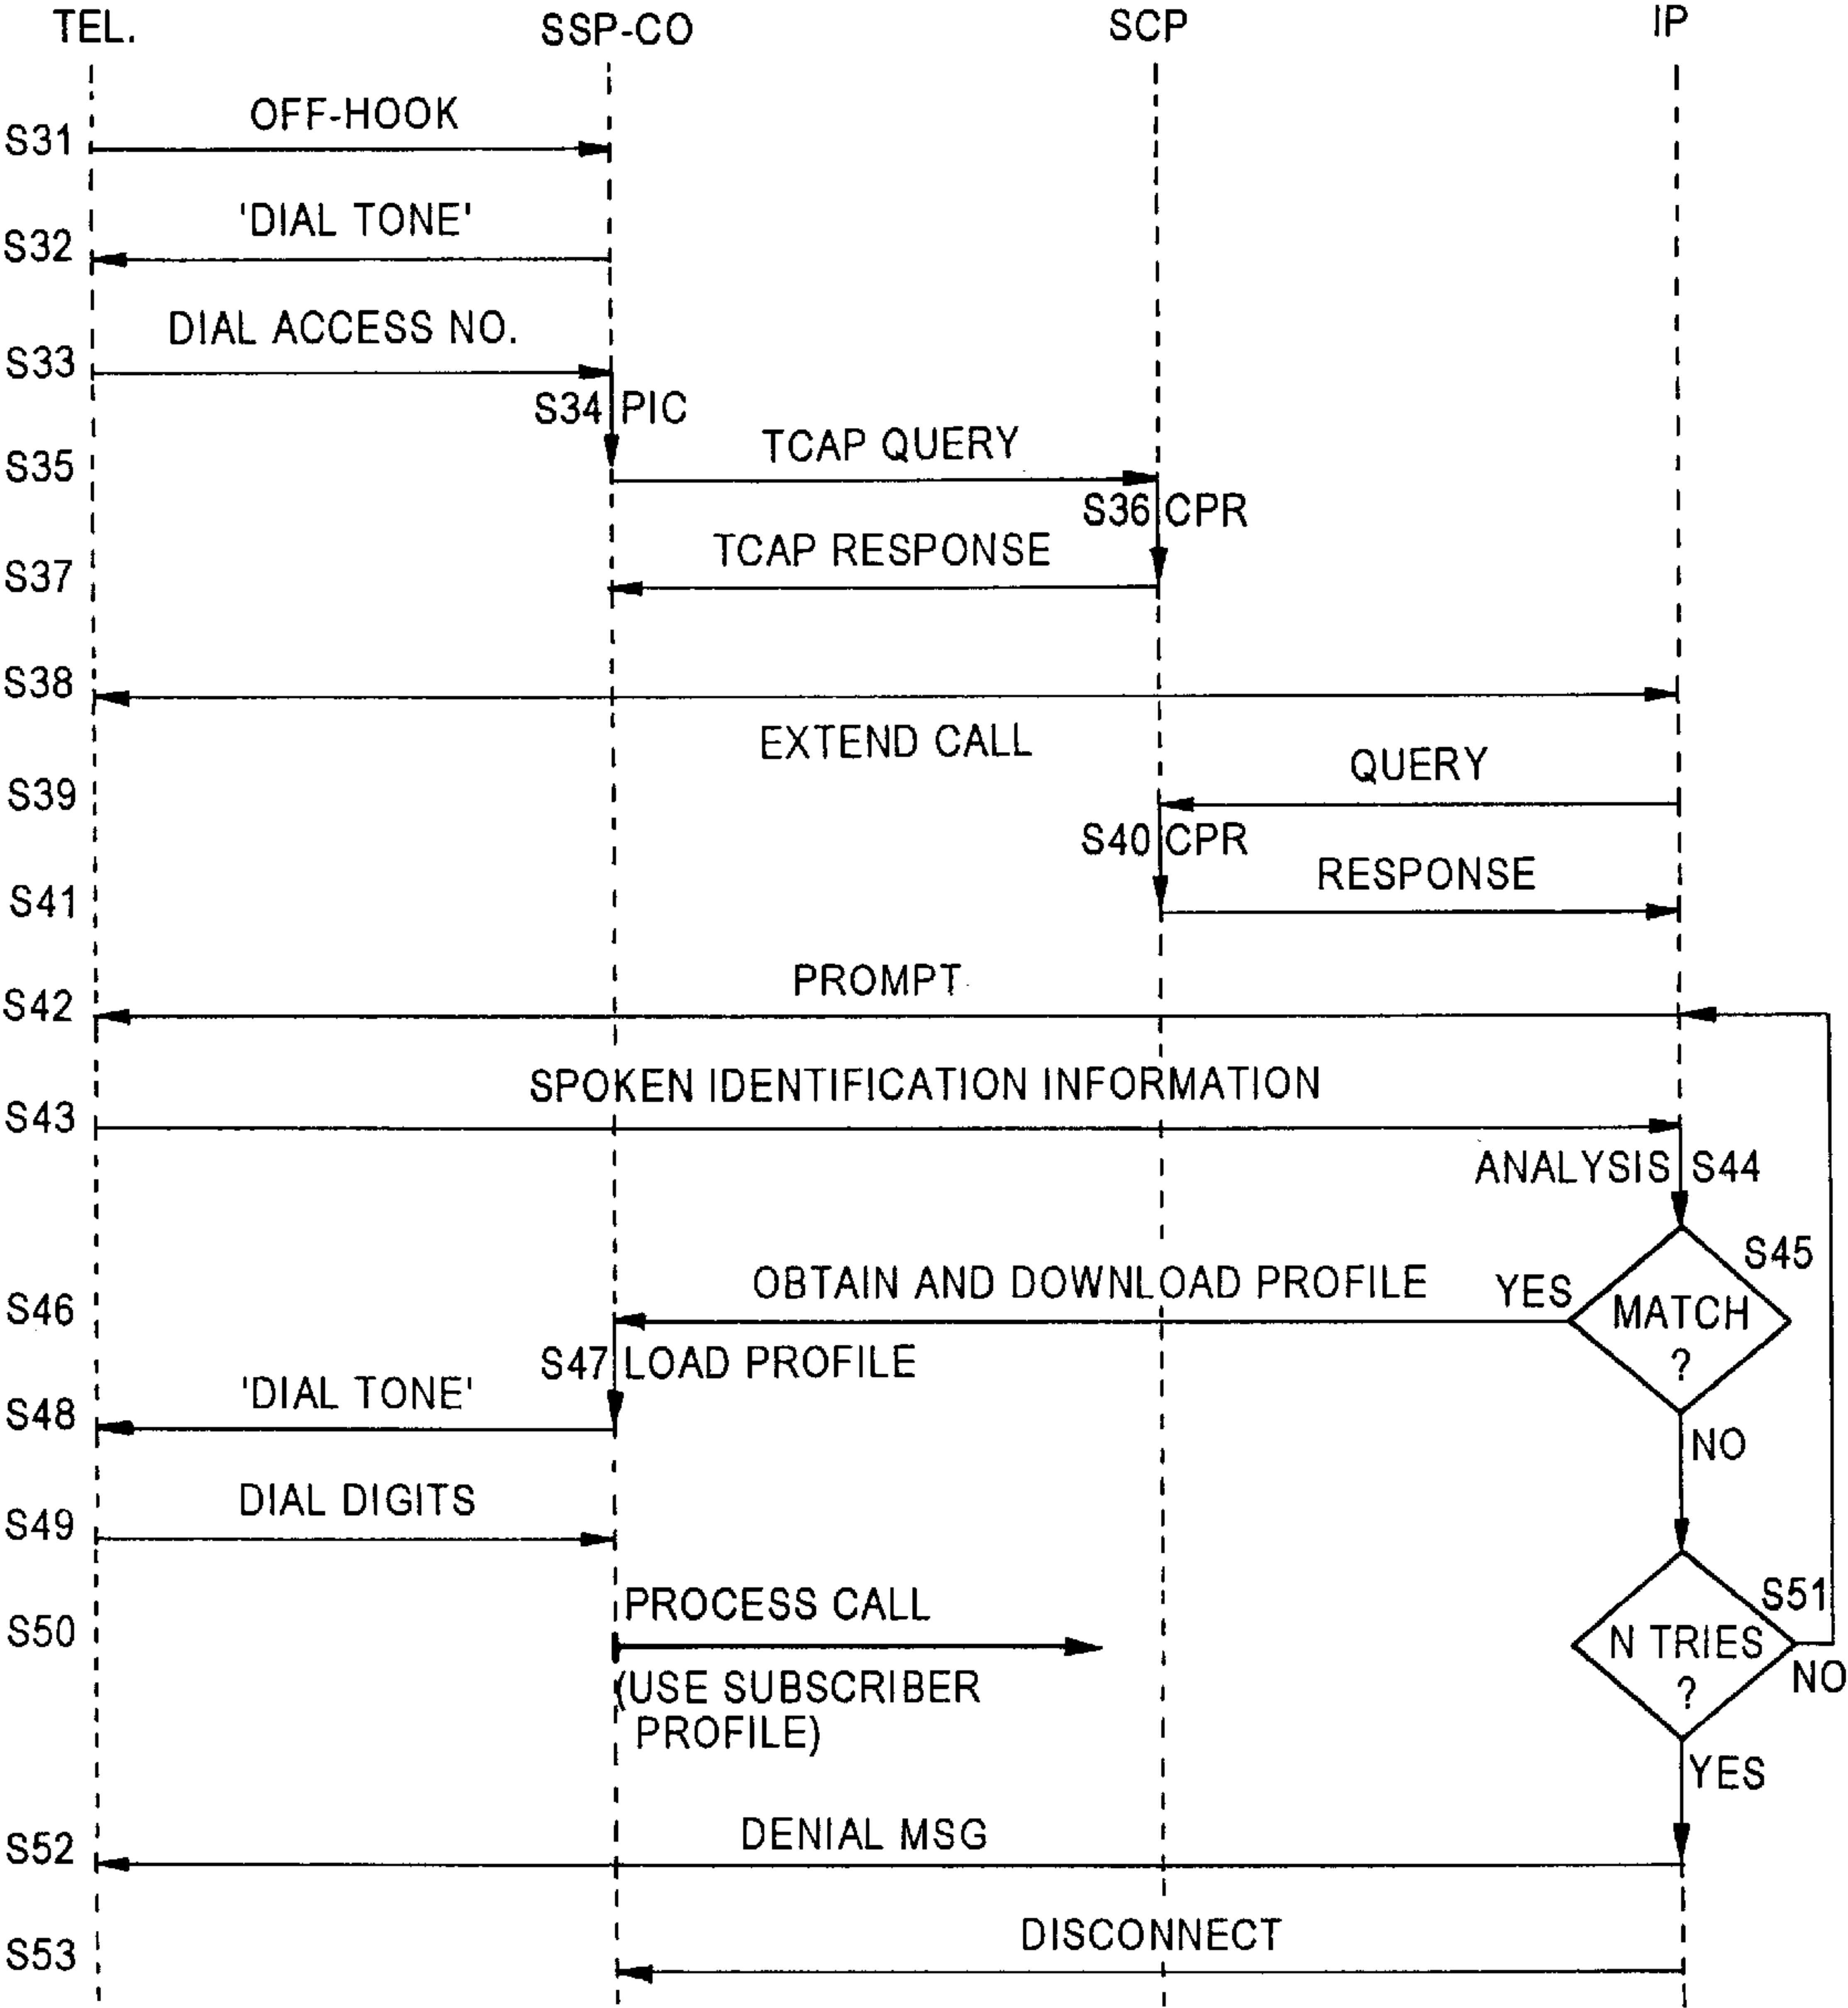 TEL. SSP-CO SCP IP
OFF-HOOK
S31
'DIAL TONE'
S32
DIAL ACCESS NO.
S33
S34 PIC
TCAP QUERY
S35
S36 CPR
TCAP RESPONSE
S37
S38
EXTEND CALL
QUERY
S39
S40 CPR
RESPONSE
S41
PROMPT
S42
SPOKEN IDENTIFICATION INFORMATION
S43
ANALYSIS S44
S45
OBTAIN AND DOWNLOAD PROFILE YES
S46
MATCH
?
S47 LOAD PROFILE
'DIAL TONE'
S48
NO
DIAL DIGITS
S49
S51
PROCESS CALL
S50
N TRIES
?
NO
(USE SUBSCRIBER
PROFILE)
YES
DENIAL MSG
S52
DISCONNECT
S53